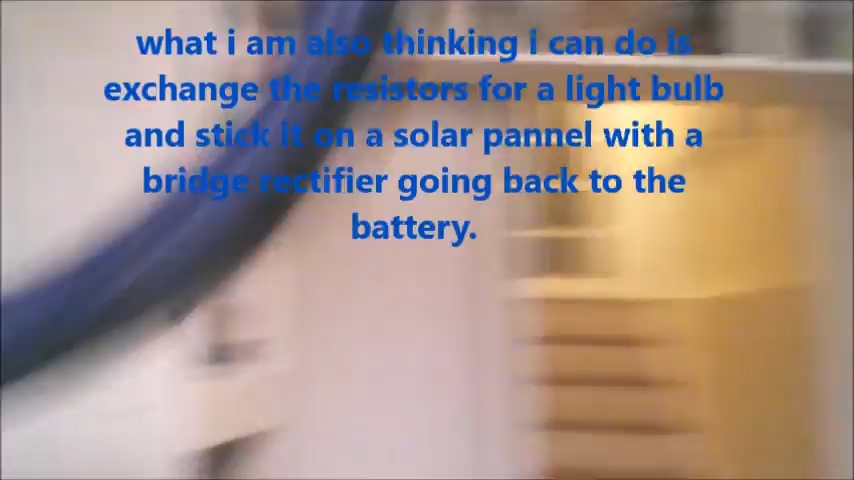 what i am also thinking i can do is
exchange the resistors for a light bulb
and stick it on a solar pannel with a
bridge rectifier going back to the
battery.